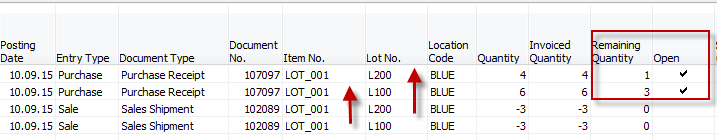 Posting Date Entry Type Document Type Document No. Item No. Lot No. Location Code Quantity Invoiced Quantity Remaining Quantity Open
10.09.15 Purchase Purchase Receipt 107097 LOT_001 L200 BLUE 4 4 1 ✔
10.09.15 Purchase Purchase Receipt 107097 LOT_001 L100 BLUE 6 6 3 ✔
10.09.15 Sale Sales Shipment 102089 LOT_001 L200 BLUE -3 -3 0
10.09.15 Sale Sales Shipment 102089 LOT_001 L100 BLUE -3 -3 0